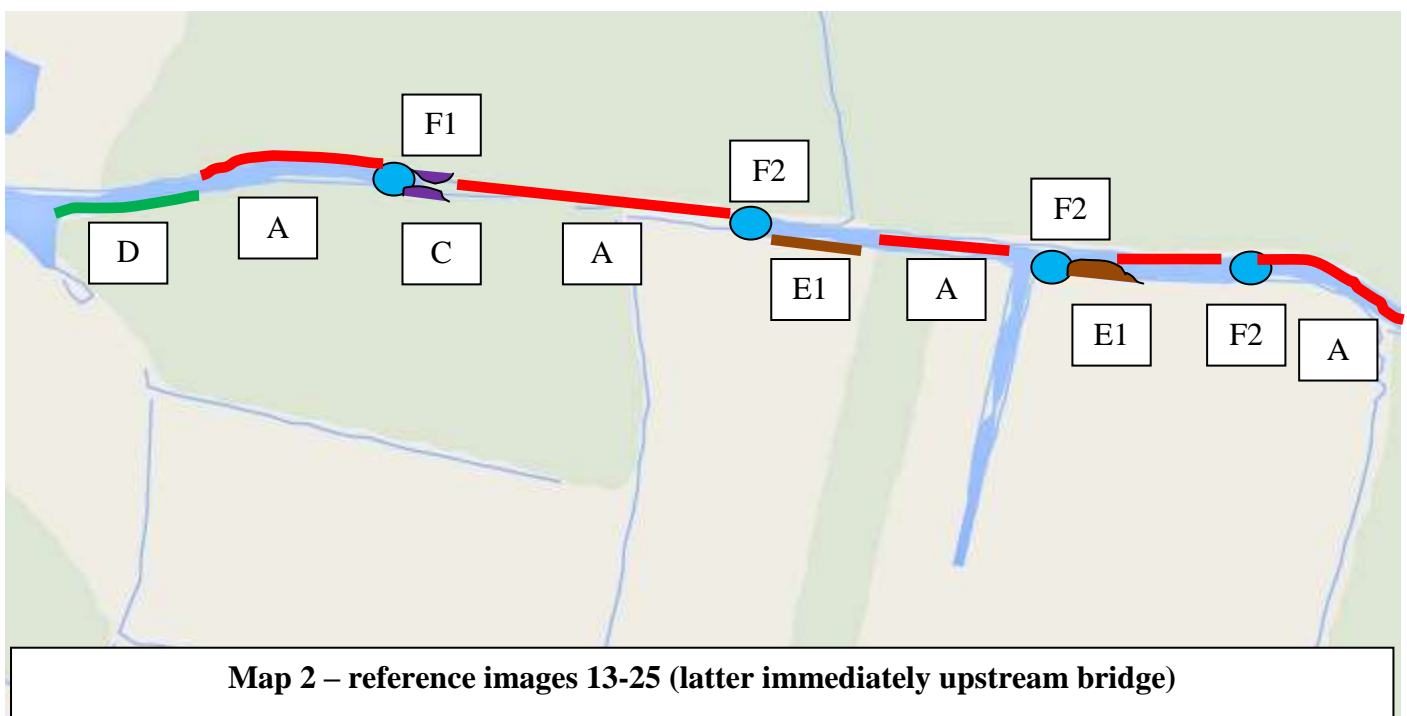 F1
F2
F2
D
A
C
A
E1
A
E1
F2
A
Map 2 – reference images 13-25 (latter immediately upstream bridge)